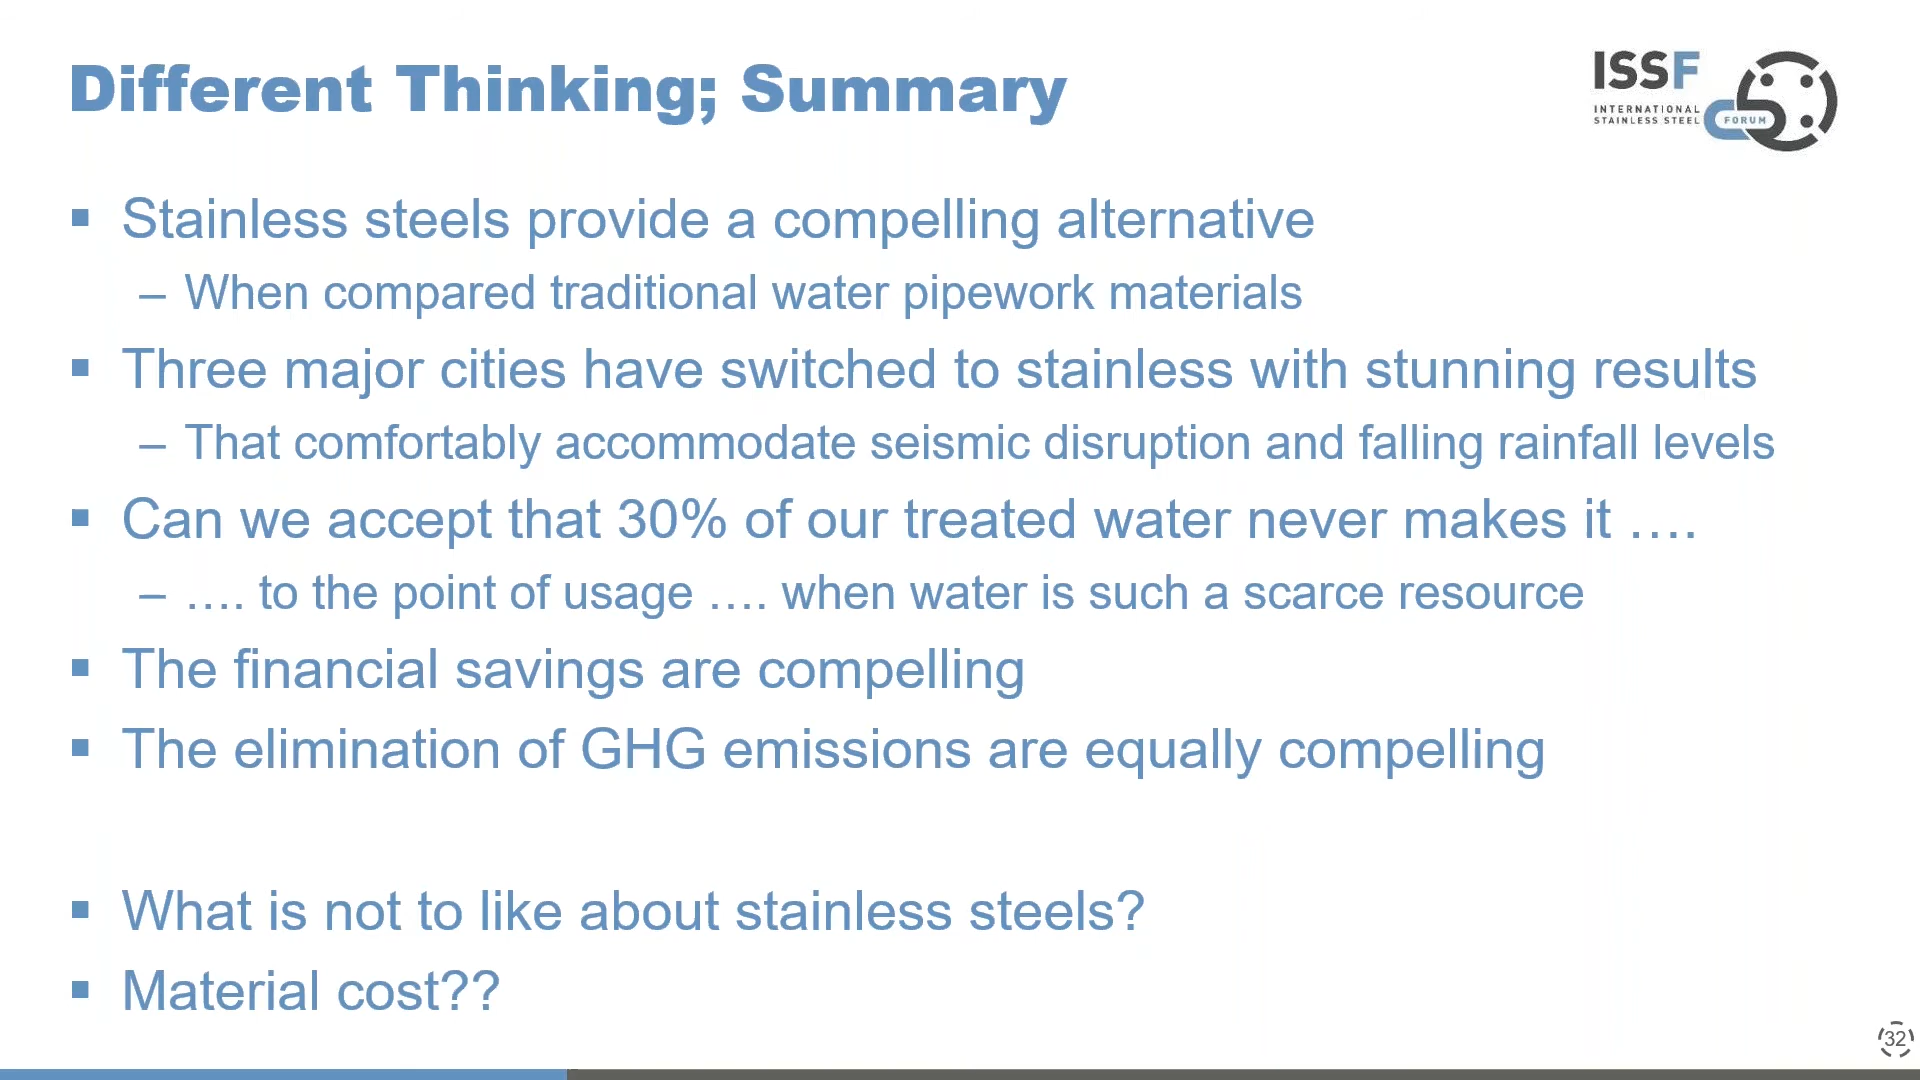 Different Thinking; Summary
ISSF
INTERNATIONAL
STAINLESS STEEL
FORUM
▪ Stainless steels provide a compelling alternative
– When compared traditional water pipework materials
▪ Three major cities have switched to stainless with stunning results
– That comfortably accommodate seismic disruption and falling rainfall levels
▪ Can we accept that 30% of our treated water never makes it ….
– …. to the point of usage …. when water is such a scarce resource
▪ The financial savings are compelling
▪ The elimination of GHG emissions are equally compelling
▪ What is not to like about stainless steels?
▪ Material cost??
32